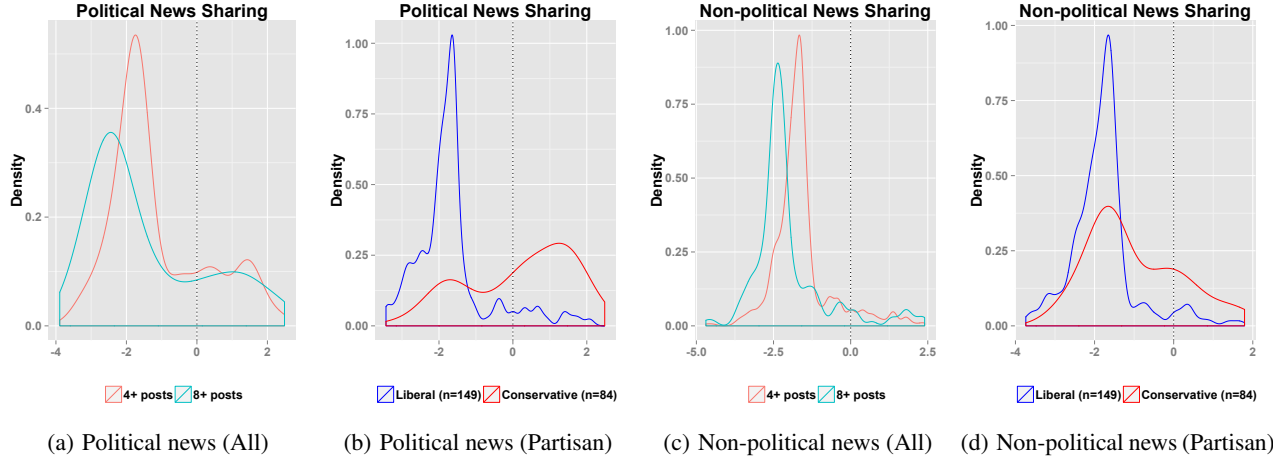 Political News Sharing
Density
0.4
0.2
0.0
-4
-2
0
2
4+ posts
8+ posts
(a) Political news (All)
Political News Sharing
Density
1.00
0.75
0.50
0.25
0.00
-2
0
2
Liberal (n=149)
Conservative (n=84)
(b) Political news (Partisan)
Non-political News Sharing
Density
1.00
0.75
0.50
0.25
0.00
-5.0
-2.5
0.0
2.5
4+ posts
8+ posts
(c) Non-political news (All)
Non-political News Sharing
Density
1.00
0.75
0.50
0.25
0.00
-4
-2
0
2
Liberal (n=149)
Conservative (n=84)
(d) Non-political news (Partisan)